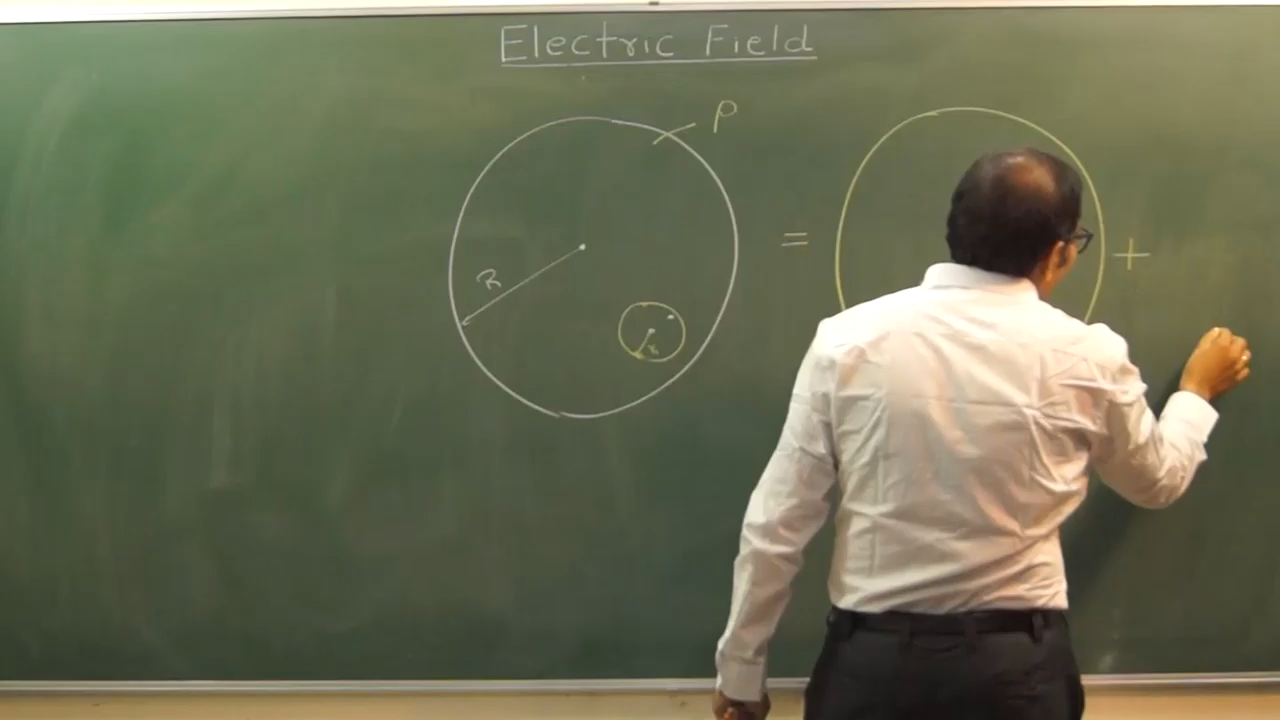 Electric Field
ρ
=
+
R
r